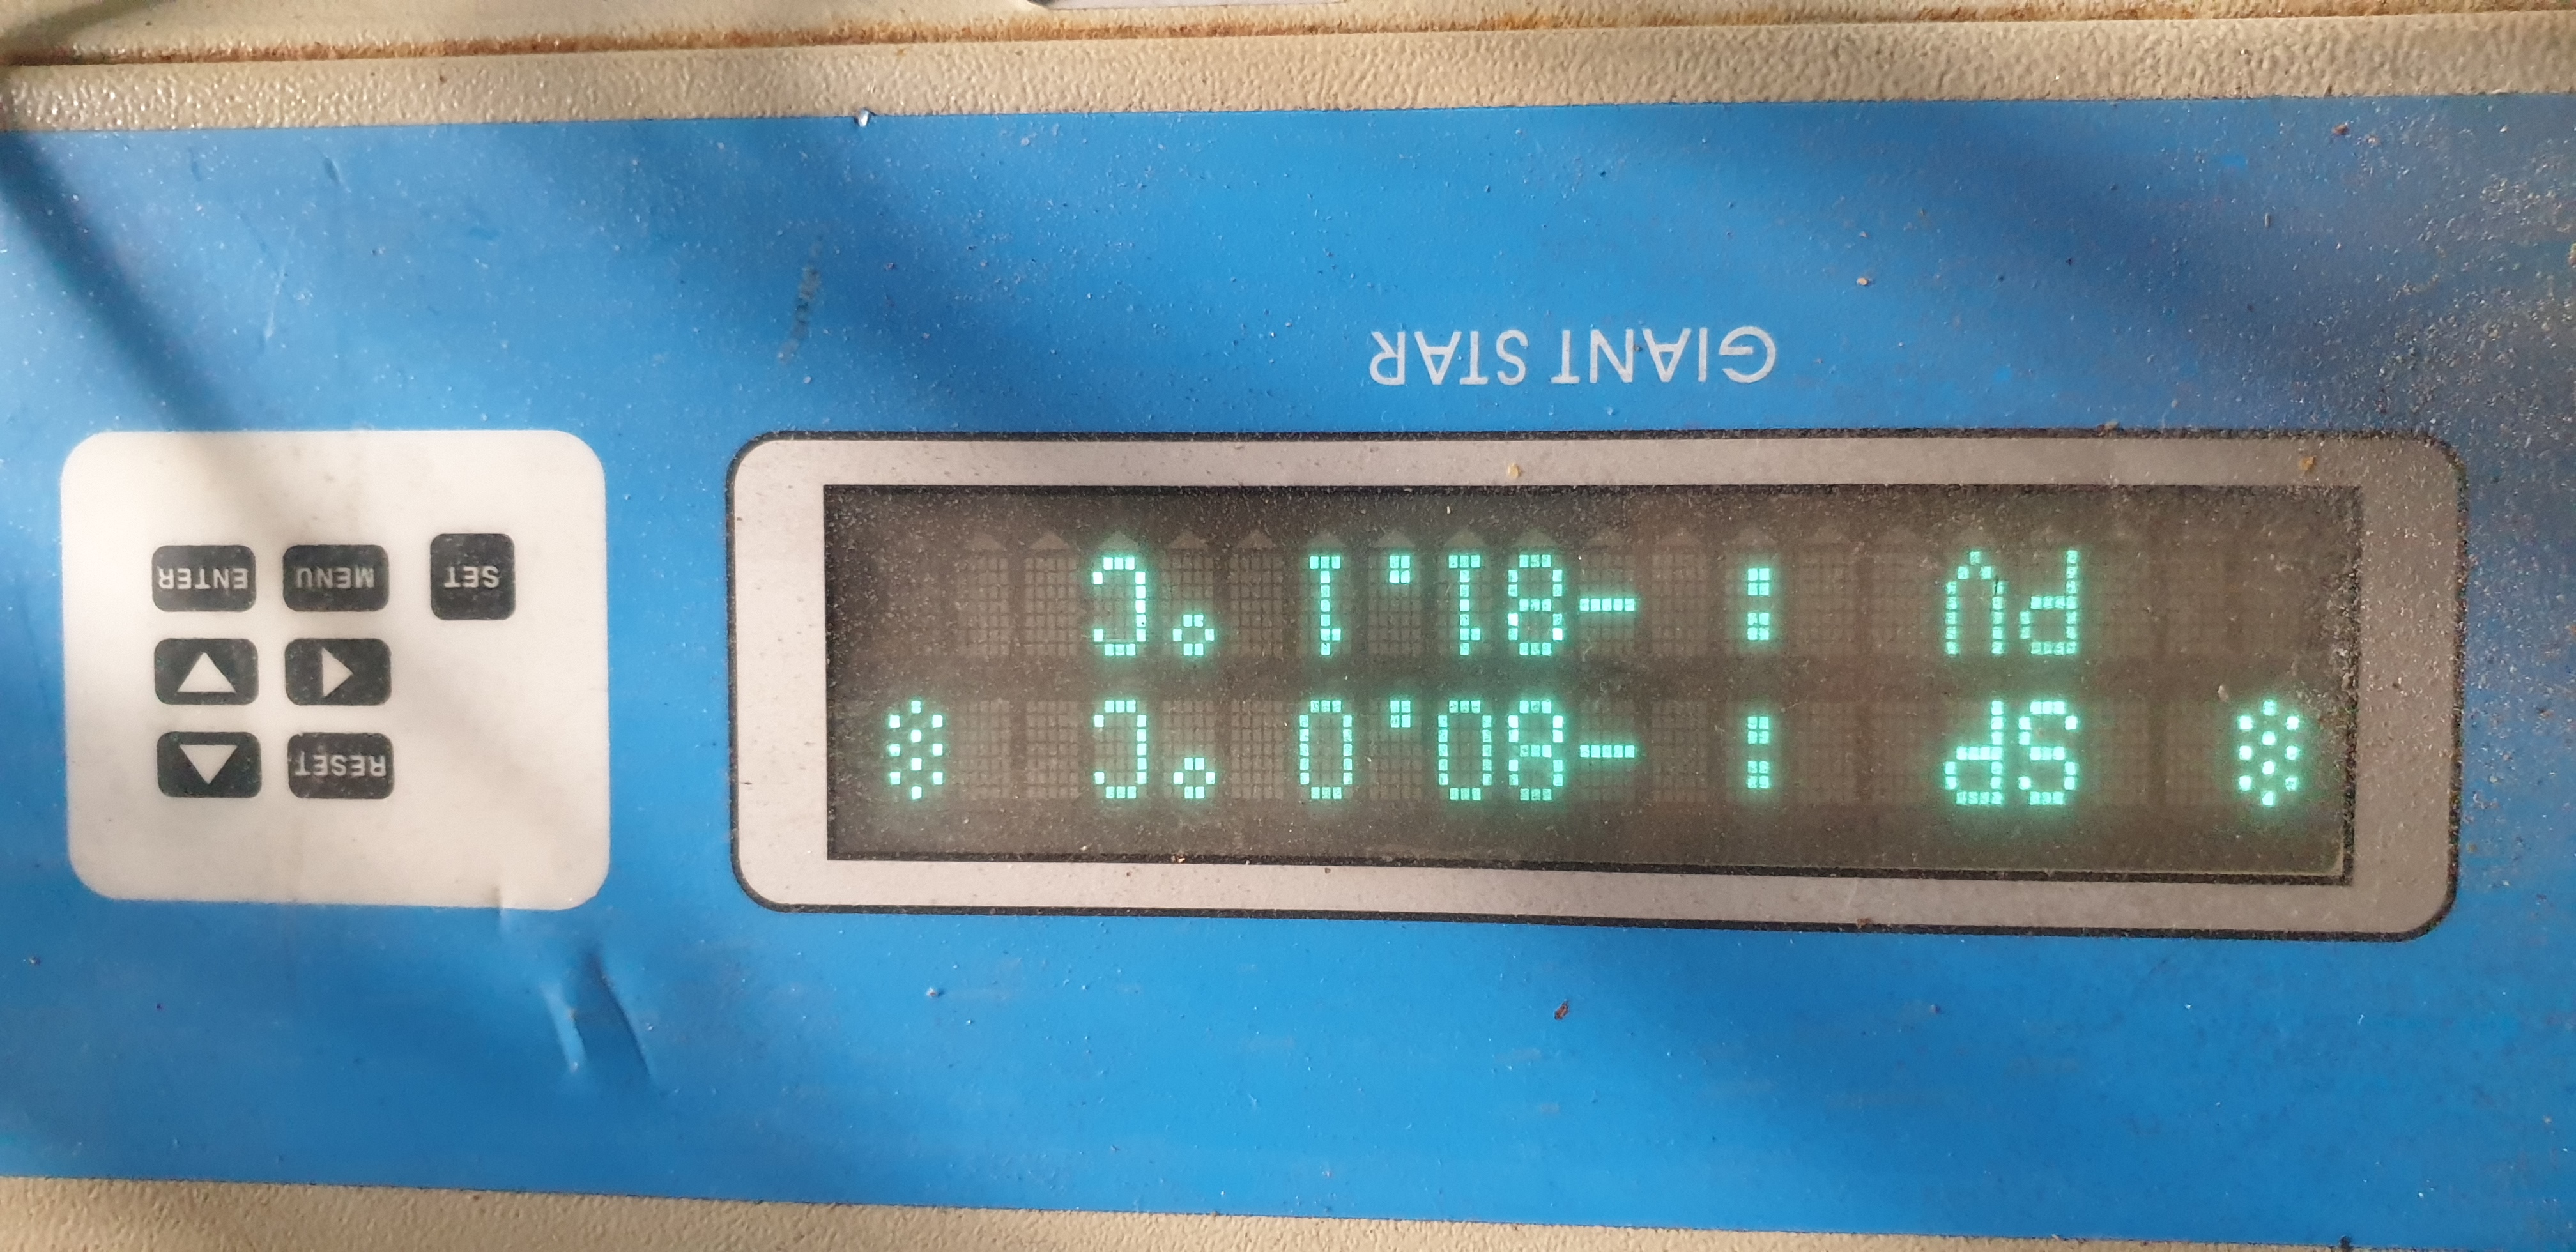 SP : -80.0 °C
PV : -81.1 °C
GIANT STAR
RESET
SET MENU ENTER